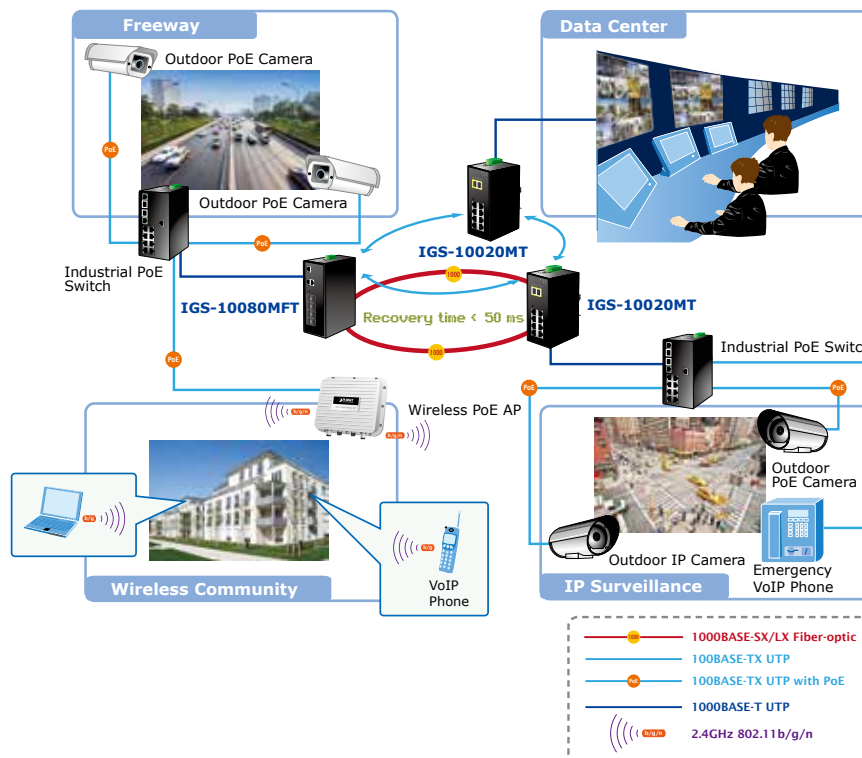 Freeway
Outdoor PoE Camera
PoE
Outdoor PoE Camera
PoE
Industrial PoE
Switch
Data Center
IGS-10020MT
IGS-10080MFT
1000
Recovery time < 50 ms
1000
IGS-10020MT
PoE
Industrial PoE Switc
PoE
PoE
b/g/n
Wireless PoE AP
b/g/n
b/g
b/g
VoIP
Phone
Wireless Community
Outdoor
PoE Camera
Outdoor IP Camera
Emergency
VoIP Phone
IP Surveillance
1000
1000BASE-SX/LX Fiber-optic
100BASE-TX UTP
PoE
100BASE-TX UTP with PoE
1000BASE-T UTP
b/g/n
2.4GHz 802.11b/g/n